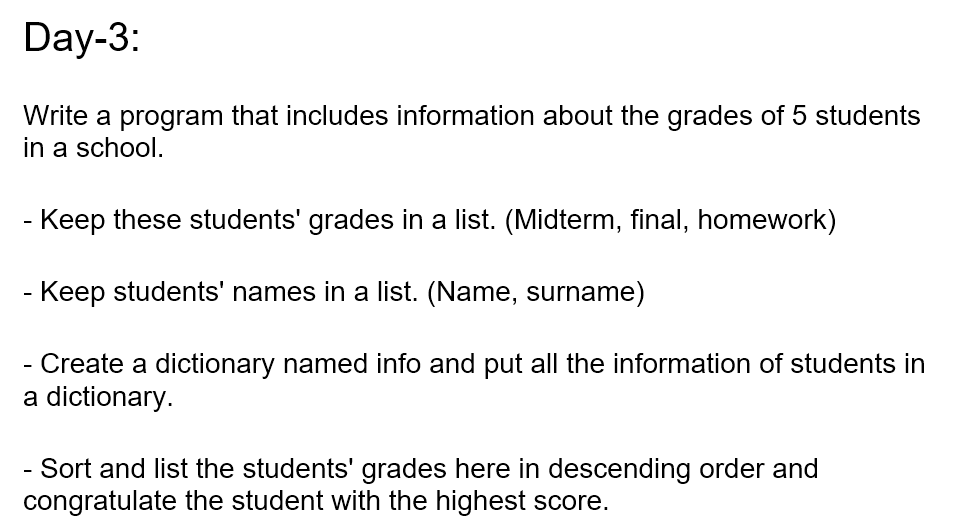 Day-3:
Write a program that includes information about the grades of 5 students
in a school.
- Keep these students' grades in a list. (Midterm, final, homework)
- Keep students' names in a list. (Name, surname)
- Create a dictionary named info and put all the information of students in
a dictionary.
- Sort and list the students' grades here in descending order and
congratulate the student with the highest score.